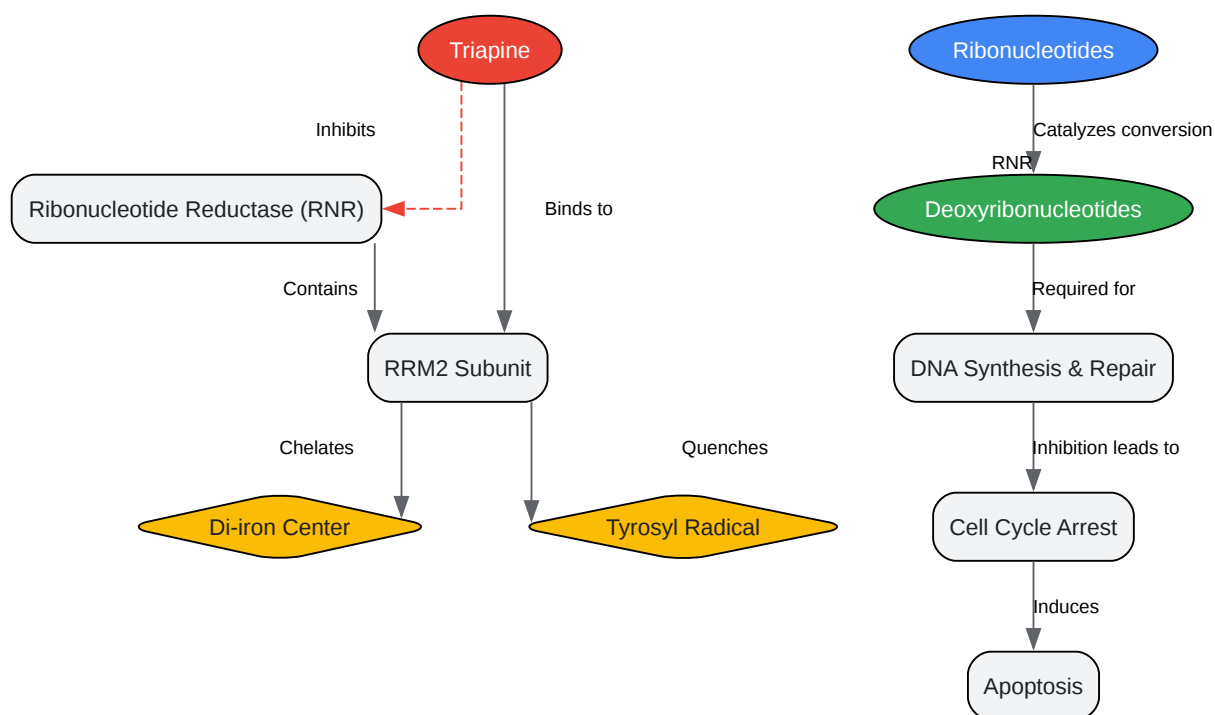 Triapine
Ribonucleotides
Inhibits
Catalyzes conversion
RNR
Ribonucleotide Reductase (RNR)
Binds to
Deoxyribonucleotides
Contains
Required for
RRM2 Subunit
DNA Synthesis & Repair
Chelates
Quenches
Inhibition leads to
Di-iron Center
Tyrosyl Radical
Cell Cycle Arrest
Induces
Apoptosis